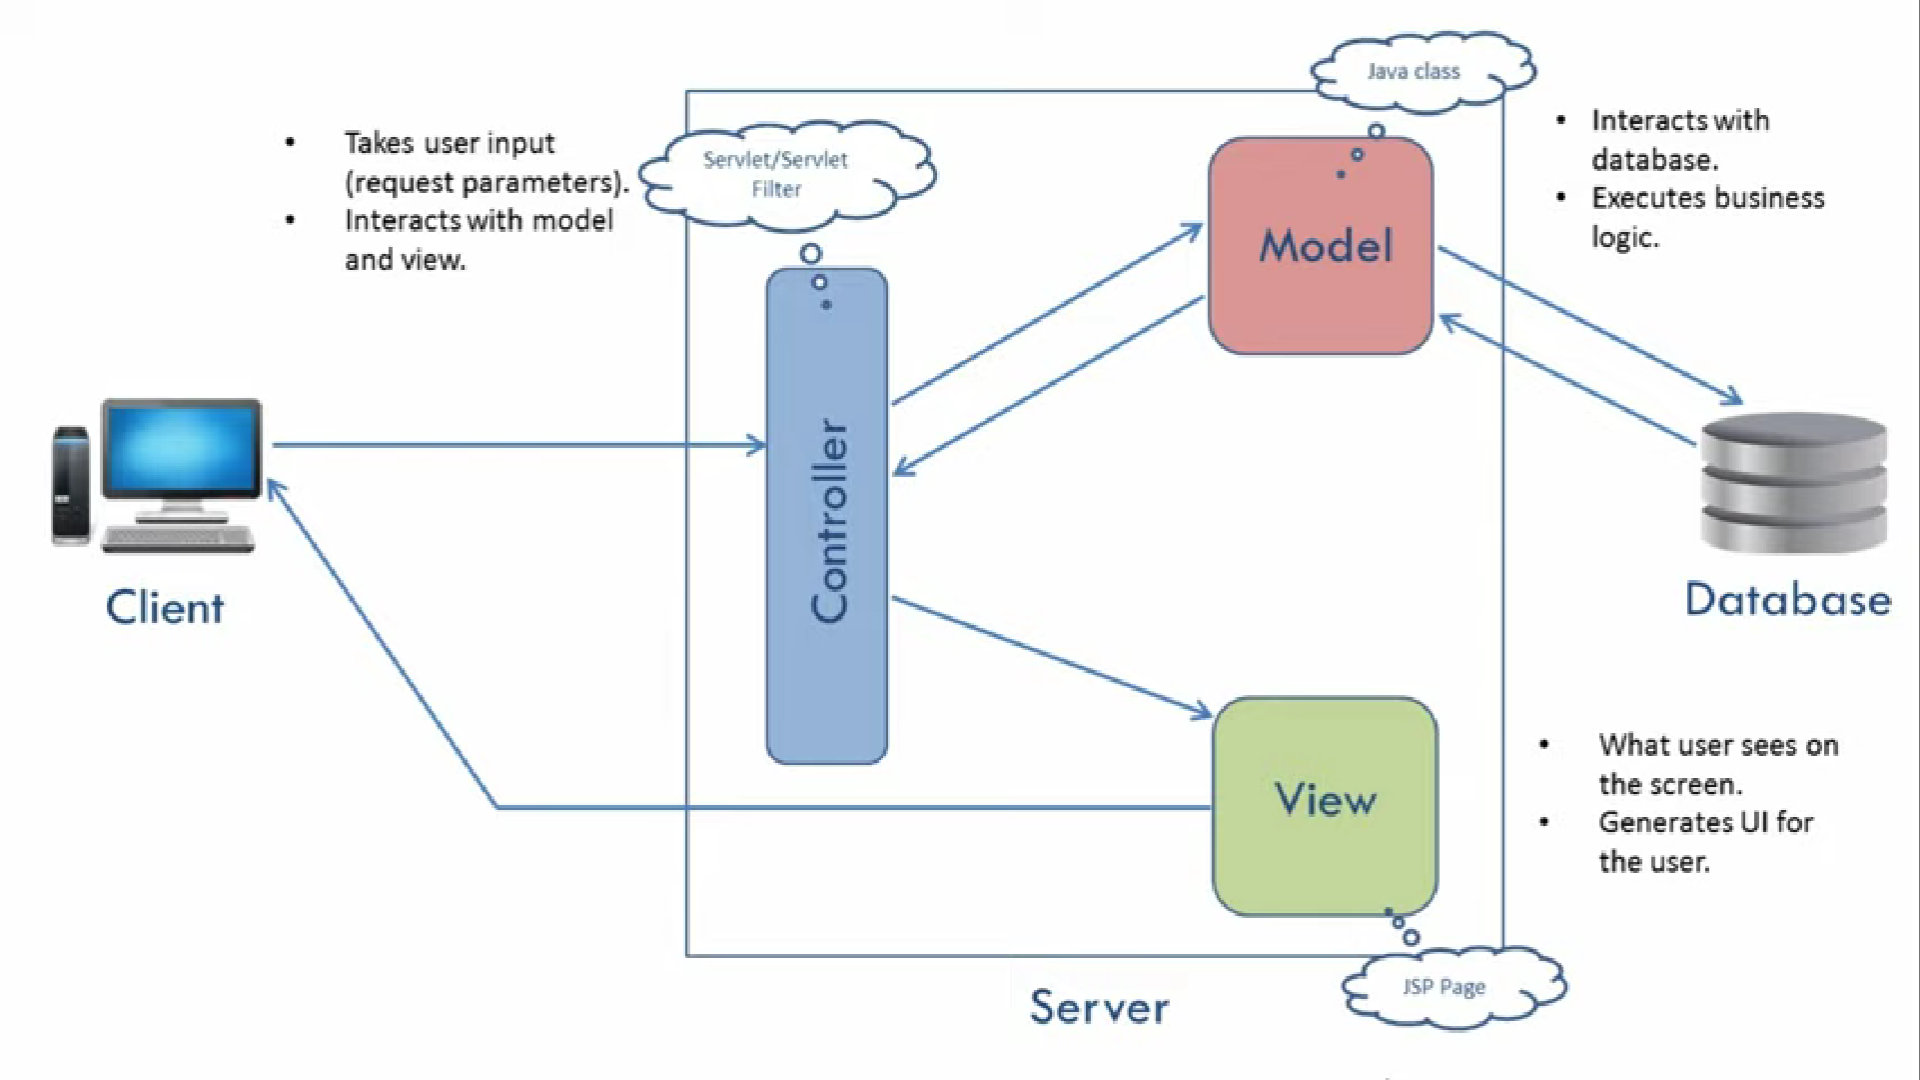 Java class
• Takes user input
(request parameters).
• Interacts with model
and view.
Servlet/Servlet
Filter
• Interacts with
database.
• Executes business
logic.
Model
Controller
Client
Database
View
• What user sees on
the screen.
• Generates UI for
the user.
JSP Page
Server